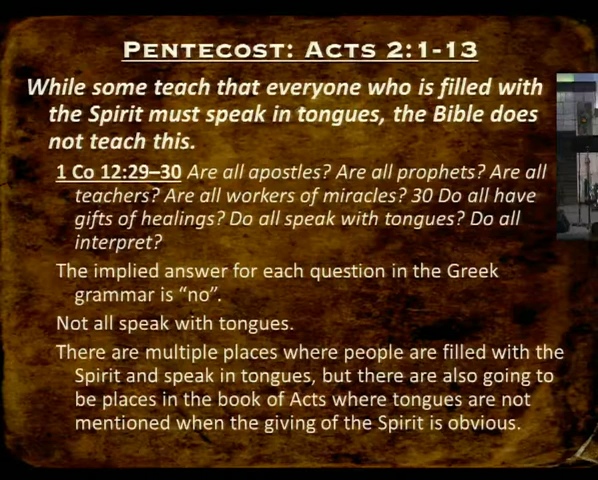 PENTECOST: ACTS 2:1-13
While some teach that everyone who is filled with
the Spirit must speak in tongues, the Bible does
not teach this.
1 Co 12:29–30 Are all apostles? Are all prophets? Are all
teachers? Are all workers of miracles? 30 Do all have
gifts of healings? Do all speak with tongues? Do all
interpret?
The implied answer for each question in the Greek
grammar is “no”.
Not all speak with tongues.
There are multiple places where people are filled with the
Spirit and speak in tongues, but there are also going to
be places in the book of Acts where tongues are not
mentioned when the giving of the Spirit is obvious.